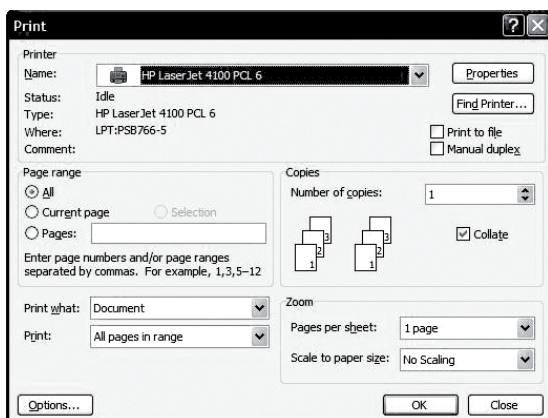 Print
Printer
Name: HP LaserJet 4100 PCL 6 Properties
Status: Idle
Type: HP LaserJet 4100 PCL 6 Find Printer...
Where: LPT:PSB766-5 Print to file
Comment: Manual duplex
Page range
All
Current page Selection
Pages:
Enter page numbers and/or page ranges
separated by commas. For example, 1,3,5–12
Copies
Number of copies: 1
3 3
2 2
1 1
Collate
Print what: Document
Print: All pages in range
Zoom
Pages per sheet: 1 page
Scale to paper size: No Scaling
Options... OK Close